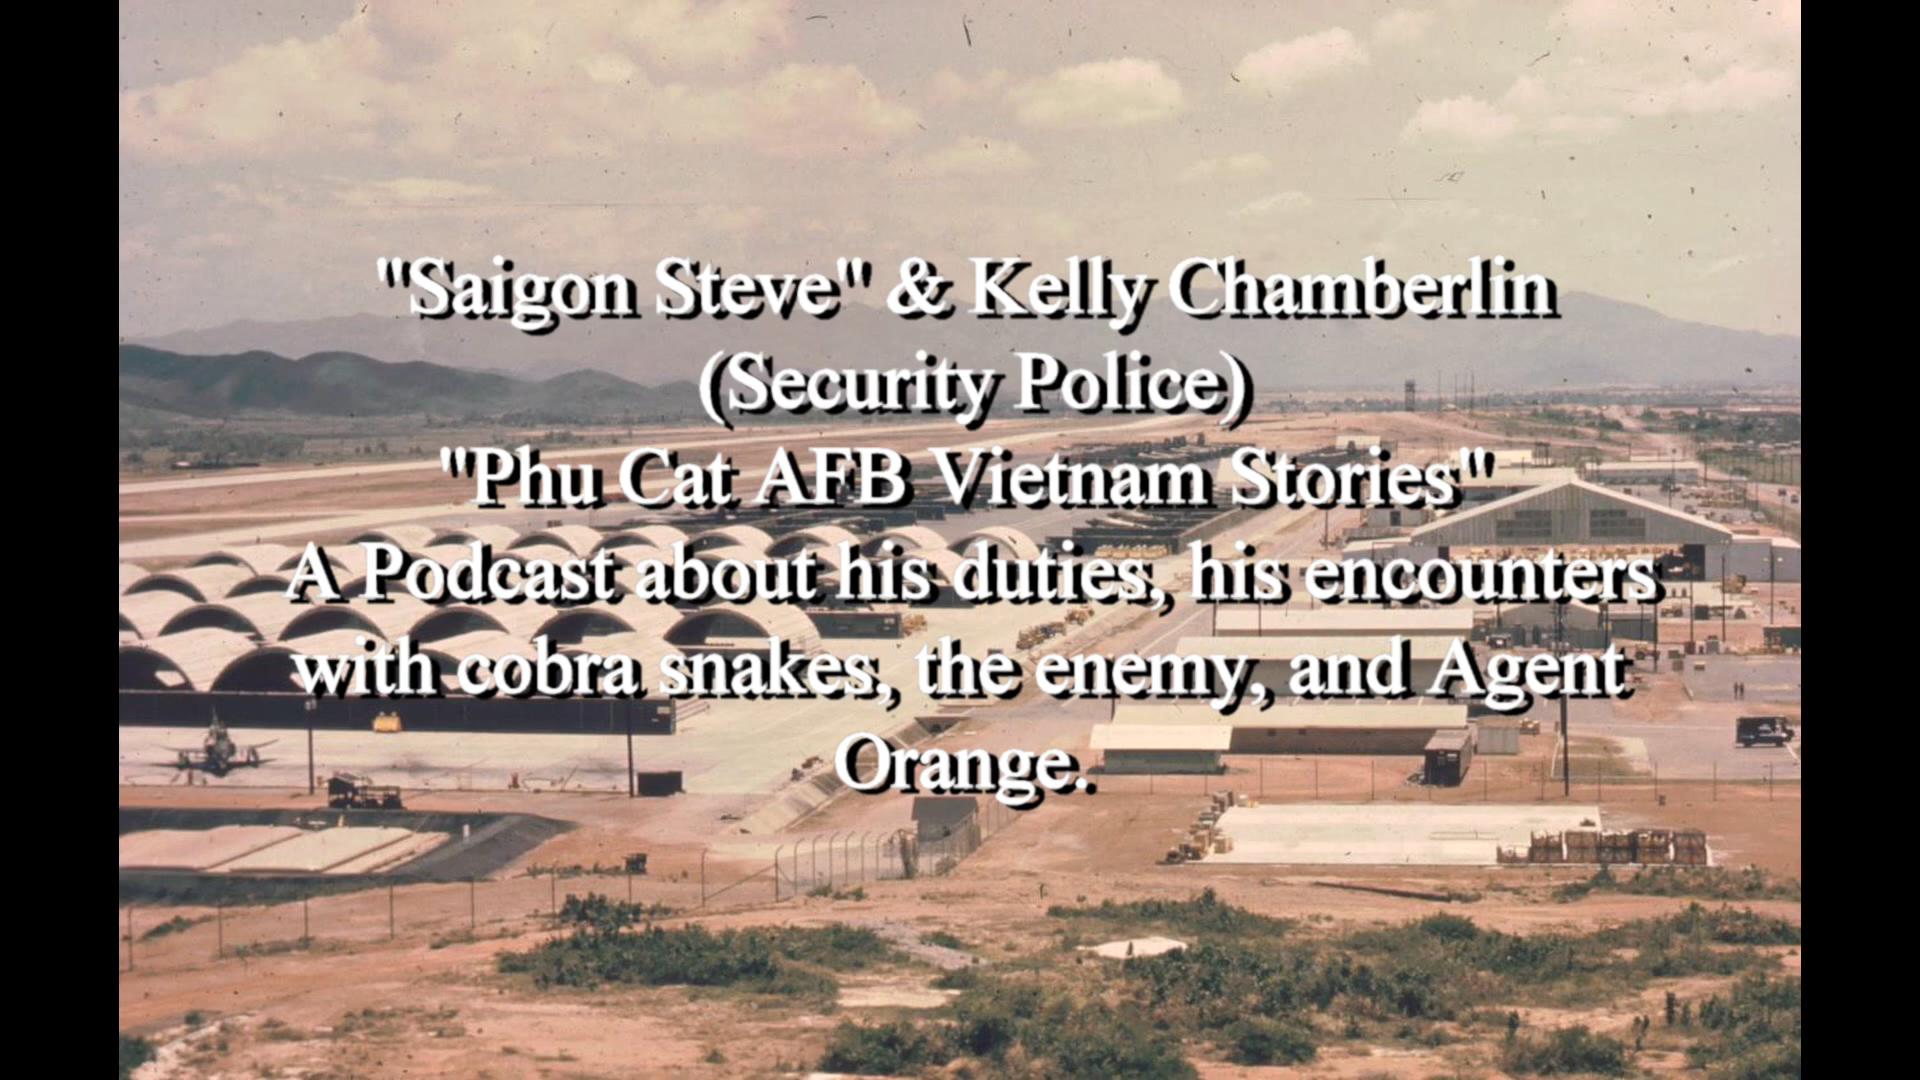 "Saigon Steve" & Kelly Chamberlin
(Security Police)
"Phu Cat AFB Vietnam Stories"
A Podcast about his duties, his encounters
with cobra snakes, the enemy, and Agent
Orange.